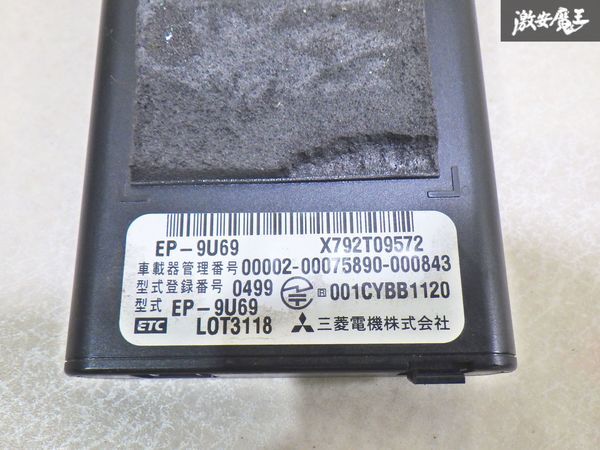 激安魔王
EP-9U69 X792T09572
車載器管理番号 00002-00075890-000843
型式登録番号 0499 旧 001CYBB1120
型式 EP-9U69
ETC LOT3118 三菱電機株式会社